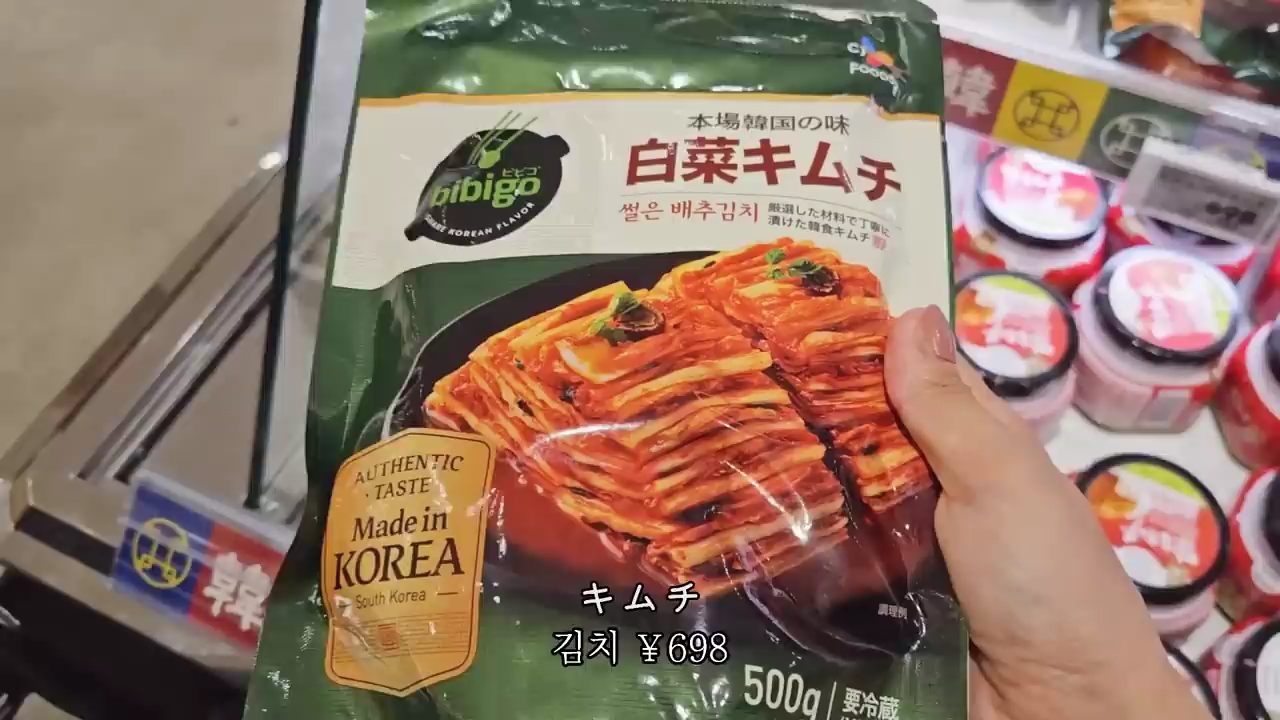 CJ
FOODS
本場韓国の味
白菜キムチ
썰은 배추김치
厳選した材料で丁寧に
漬けた韓食キムチ
ビビゴ
bibigo
SHARE KOREAN FLAVOR
AUTHENTIC
TASTE
Made in
KOREA
South Korea
調理例
キムチ
김치 ￥698
500g
要冷蔵
韓
韓